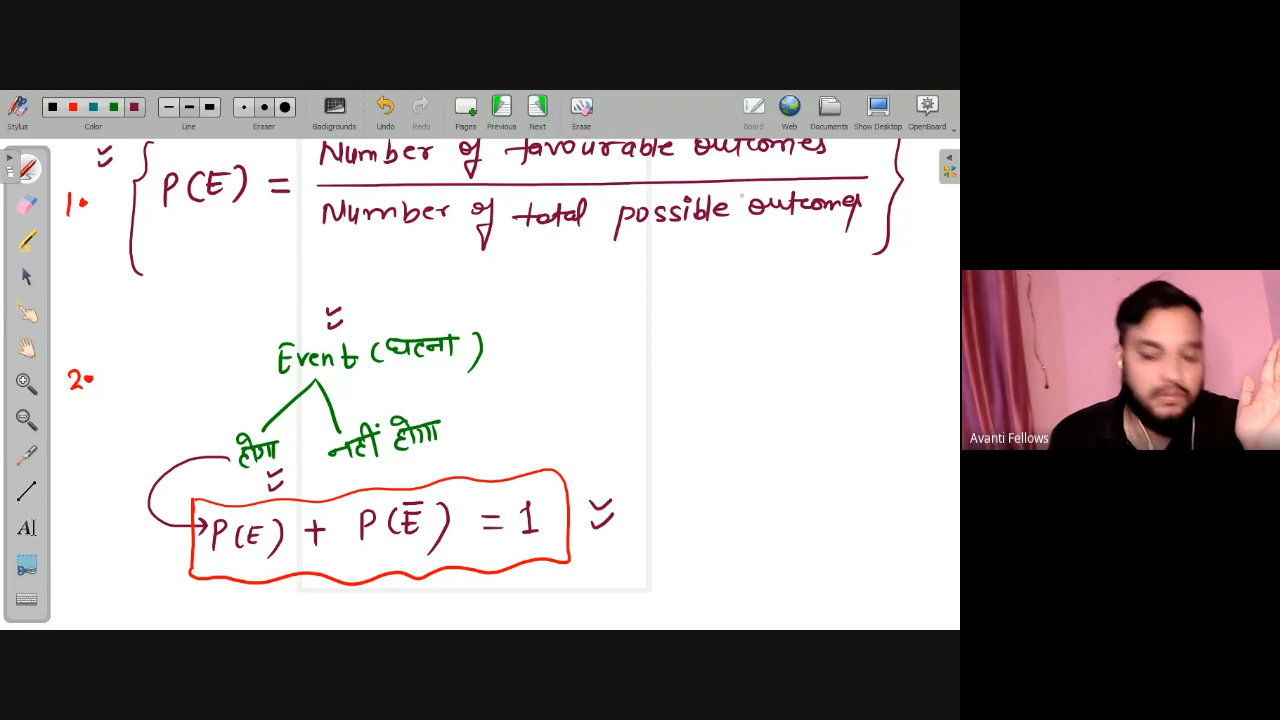 Stylus Color Line Eraser Backgrounds Undo Redo Pages Previous Next Erase Board Web Documents Show Desktop OpenBoard
Number of favourable outcomes
1. P(E) =
Number of total possible outcomes
Event (घटना)
2.
होगा नहीं होगा
P(E) + P(Ē) = 1
Avanti Fellows